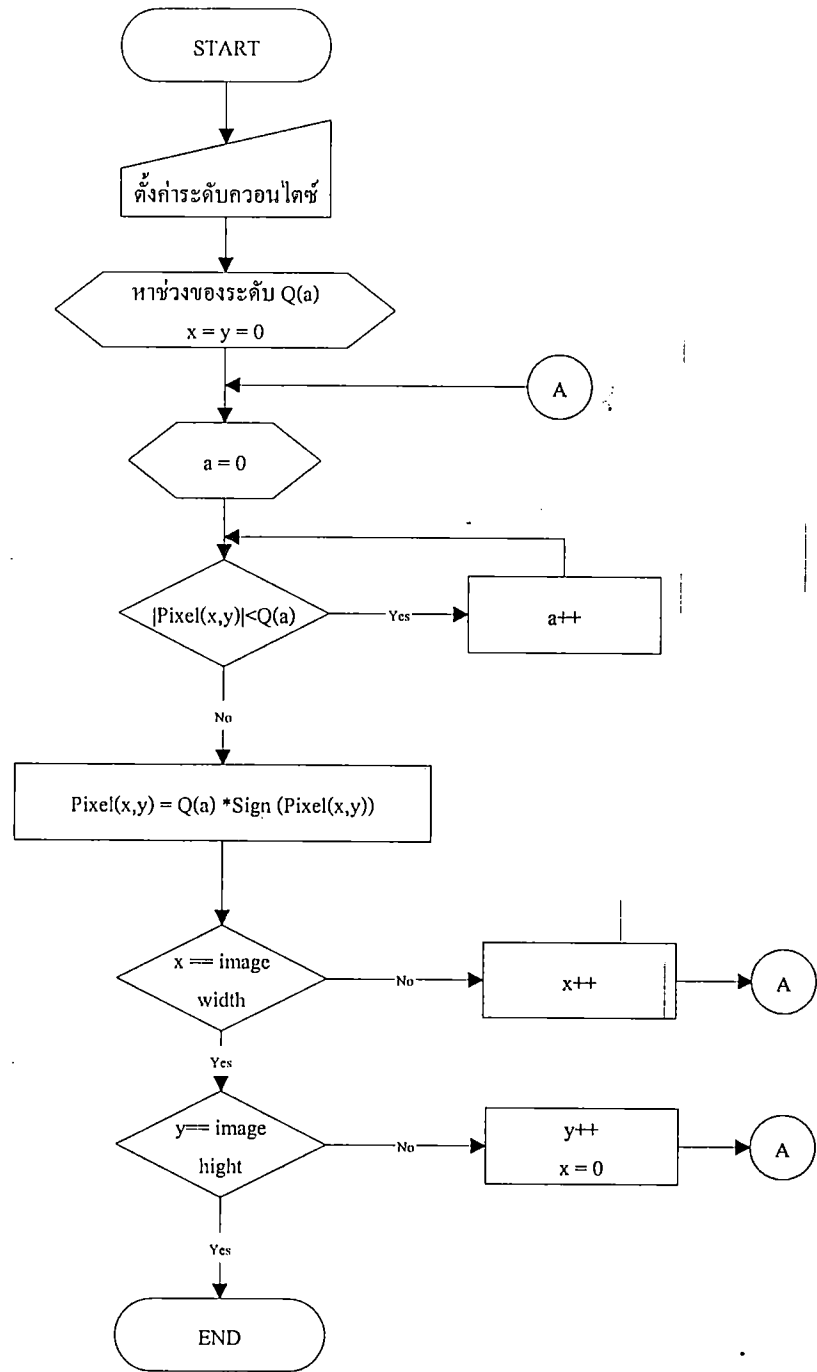 START
ตั้งค่าระดับควอนไตซ์
หาช่วงของระดับ Q(a)
x = y = 0
A
a = 0
|Pixel(x,y)|<Q(a)
Yes
a++
No
Pixel(x,y) = Q(a) *Sign (Pixel(x,y))
x == image
width
No
x++
A
Yes
y== image
hight
No
y++
x = 0
A
Yes
END